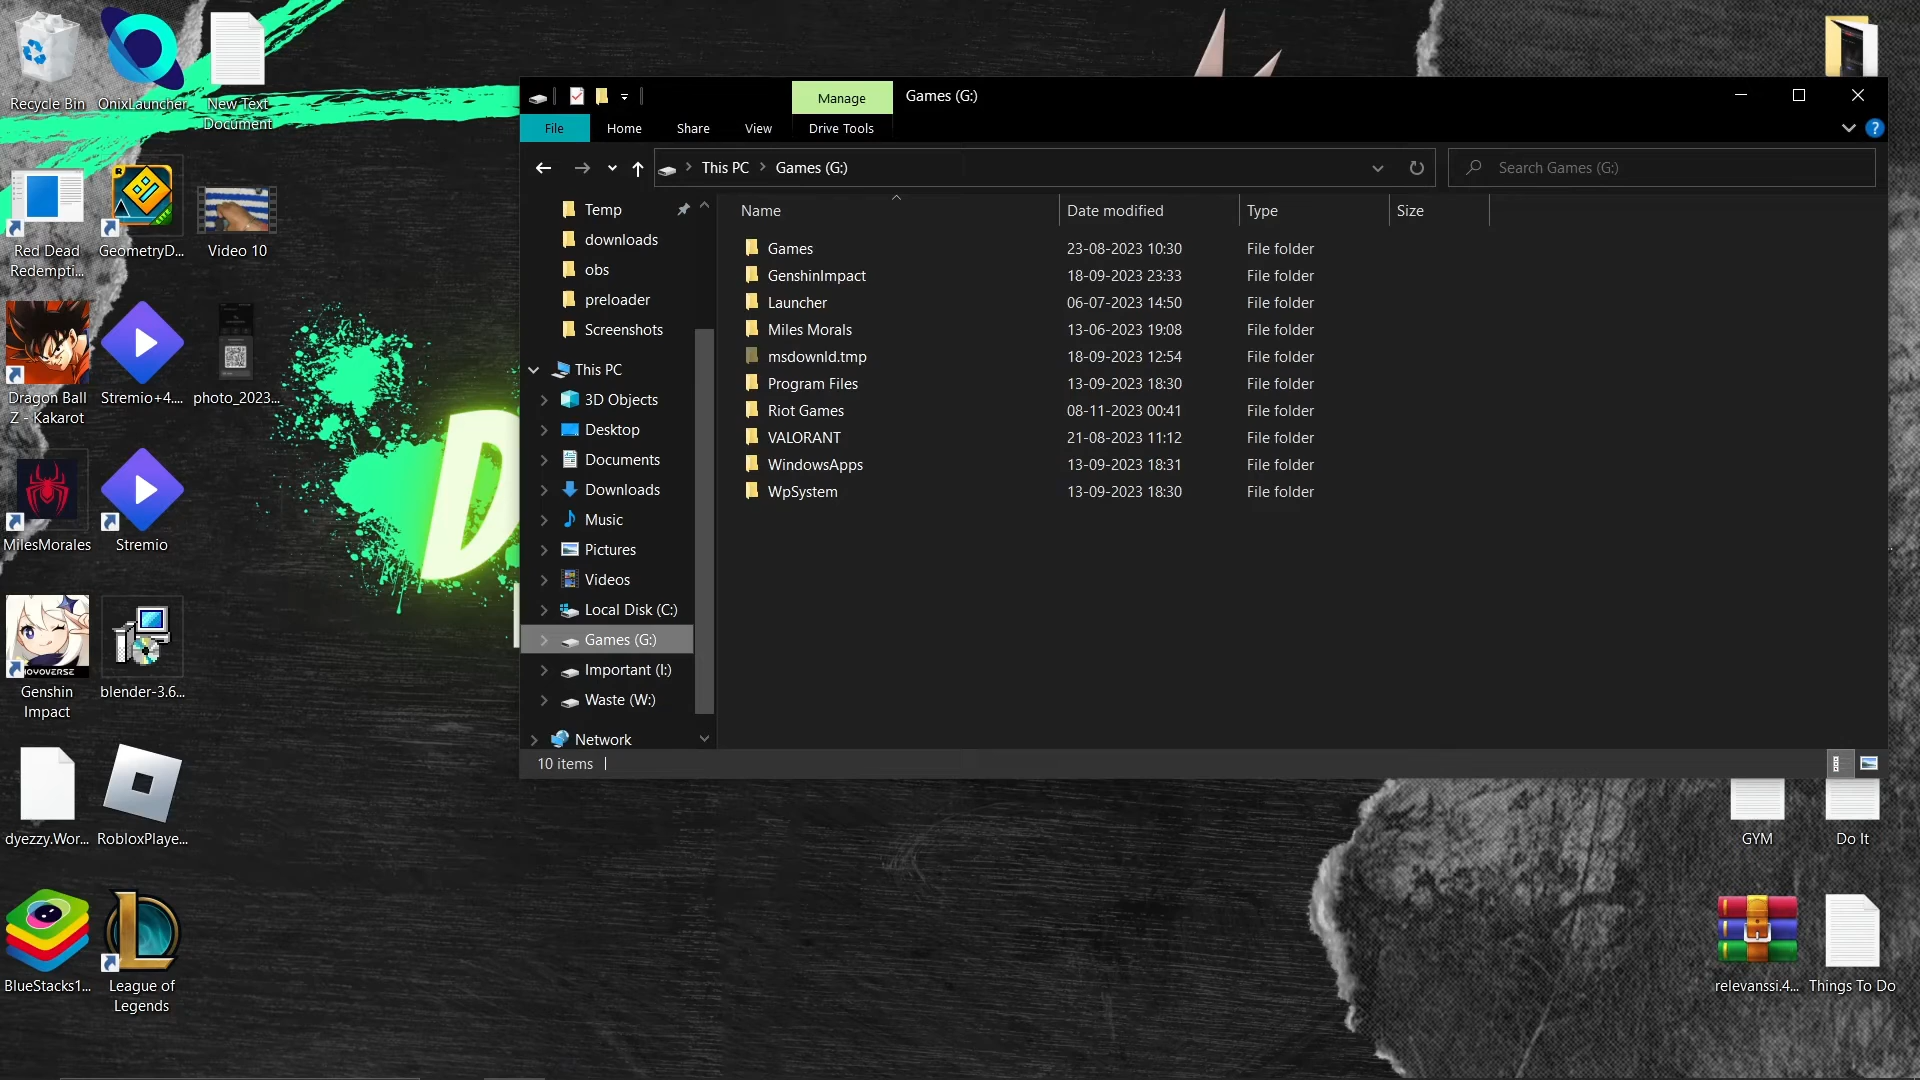 Recycle Bin
OnixLauncher
New Text
Document
Red Dead
Redempti...
GeometryD...
Video 10
Dragon Ball
Z - Kakarot
Stremio+4....
photo_2023...
MilesMorales
Stremio
HOYOVERSE
Genshin
Impact
blender-3.6...
dyezzy.Wor...
RobloxPlaye...
BlueStacks1...
League of
Legends
D
Manage
Games (G:)
File
Home
Share
View
Drive Tools
This PC
Games (G:)
Search Games (G:)
Temp
downloads
obs
preloader
Screenshots
This PC
3D Objects
Desktop
Documents
Downloads
Music
Pictures
Videos
Local Disk (C:)
Games (G:)
Important (I:)
Waste (W:)
Network
Name Date modified Type Size
Games 23-08-2023 10:30 File folder
GenshinImpact 18-09-2023 23:33 File folder
Launcher 06-07-2023 14:50 File folder
Miles Morals 13-06-2023 19:08 File folder
msdownld.tmp 18-09-2023 12:54 File folder
Program Files 13-09-2023 18:30 File folder
Riot Games 08-11-2023 00:41 File folder
VALORANT 21-08-2023 11:12 File folder
WindowsApps 13-09-2023 18:31 File folder
WpSystem 13-09-2023 18:30 File folder
10 items
GYM
Do It
relevanssi.4...
Things To Do